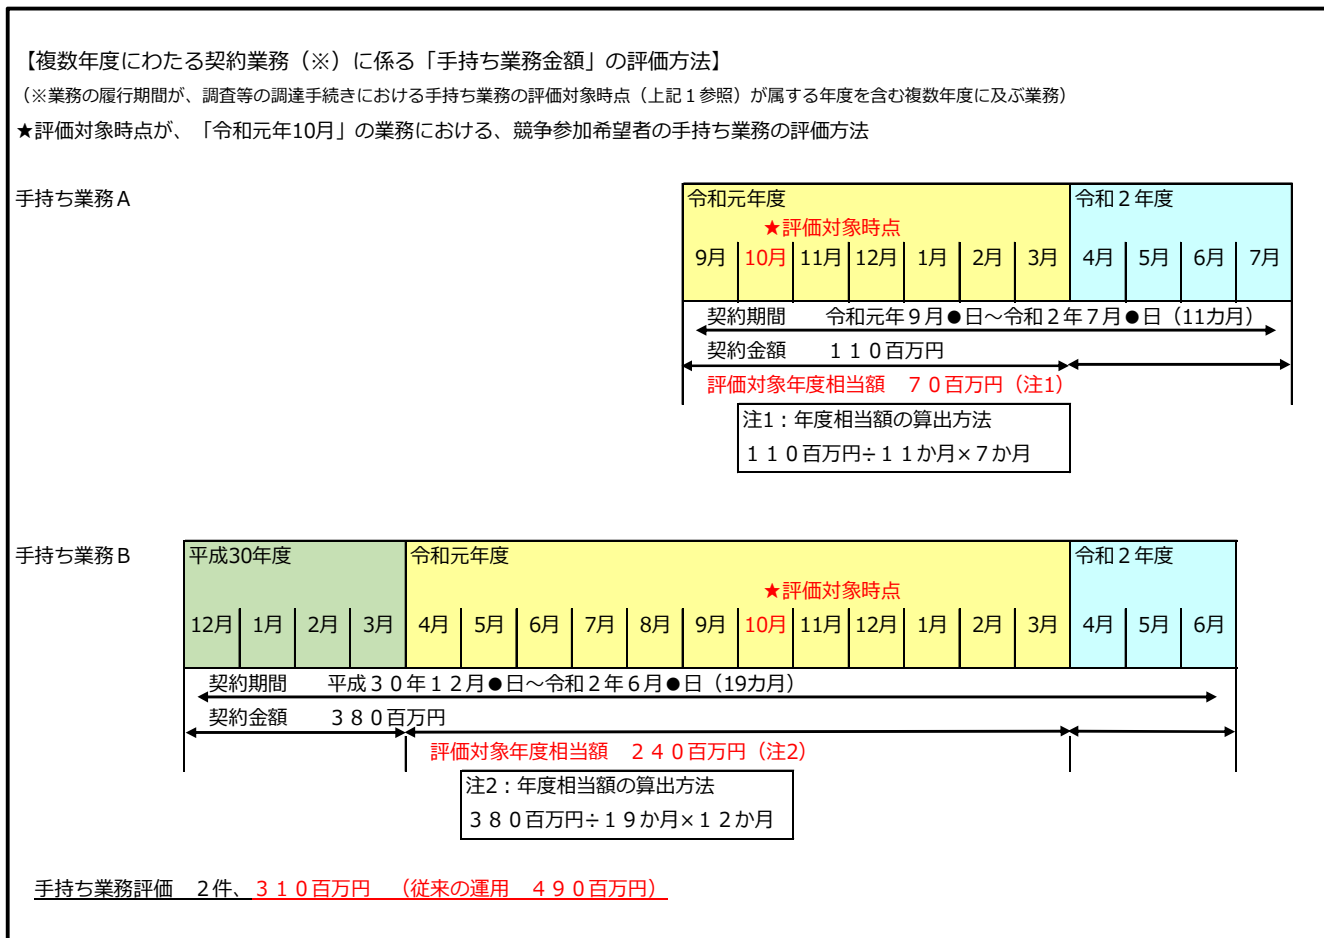 【複数年度にわたる契約業務（※）に係る「手持ち業務金額」の評価方法】
（※業務の履行期間が、調査等の調達手続きにおける手持ち業務の評価対象時点（上記１参照）が属する年度を含む複数年度に及ぶ業務）
★評価対象時点が、「令和元年10月」の業務における、競争参加希望者の手持ち業務の評価方法
手持ち業務Ａ
令和元年度 令和２年度
★評価対象時点
9月 10月 11月 12月 1月 2月 3月 4月 5月 6月 7月
契約期間　令和元年９月●日～令和２年７月●日（11カ月）
契約金額　１１０百万円
評価対象年度相当額　７０百万円（注1）
注1：年度相当額の算出方法
１１０百万円÷１１か月×７か月
手持ち業務Ｂ
平成30年度 令和元年度 令和２年度
★評価対象時点
12月 1月 2月 3月 4月 5月 6月 7月 8月 9月 10月 11月 12月 1月 2月 3月 4月 5月 6月
契約期間　平成３０年１２月●日～令和２年６月●日（19カ月）
契約金額　３８０百万円
評価対象年度相当額　２４０百万円（注2）
注2：年度相当額の算出方法
３８０百万円÷１９か月×１２か月
手持ち業務評価　２件、３１０百万円　（従来の運用　４９０百万円）